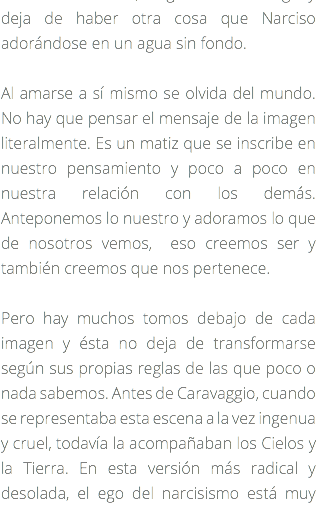 deja de haber otra cosa que Narciso
adorándose en un agua sin fondo.
Al amarse a sí mismo se olvida del mundo.
No hay que pensar el mensaje de la imagen
literalmente. Es un matiz que se inscribe en
nuestro pensamiento y poco a poco en
nuestra relación con los demás.
Anteponemos lo nuestro y adoramos lo que
de nosotros vemos, eso creemos ser y
también creemos que nos pertenece.
Pero hay muchos tomos debajo de cada
imagen y ésta no deja de transformarse
según sus propias reglas de las que poco o
nada sabemos. Antes de Caravaggio, cuando
se representaba esta escena a la vez ingenua
y cruel, todavía la acompañaban los Cielos y
la Tierra. En esta versión más radical y
desolada, el ego del narcisismo está muy